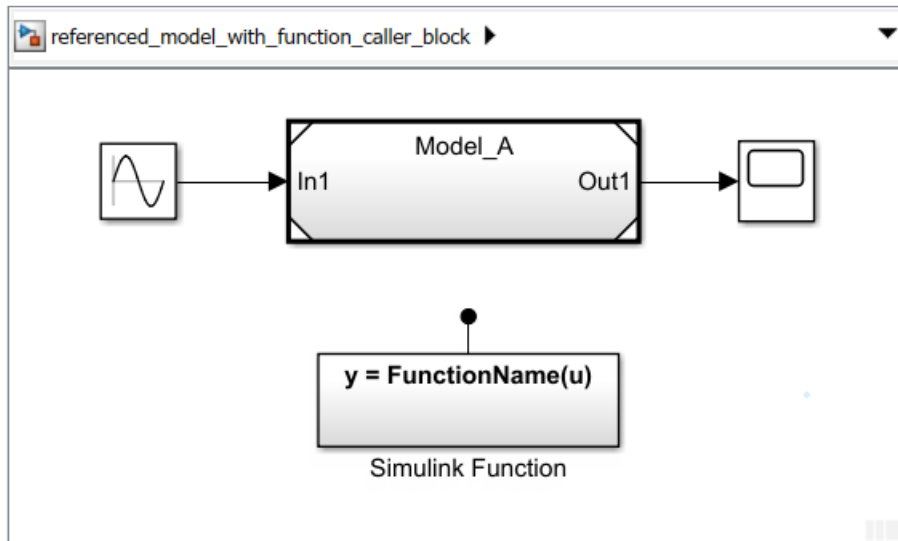 referenced_model_with_function_caller_block
Model_A
In1
Out1
y = FunctionName(u)
Simulink Function